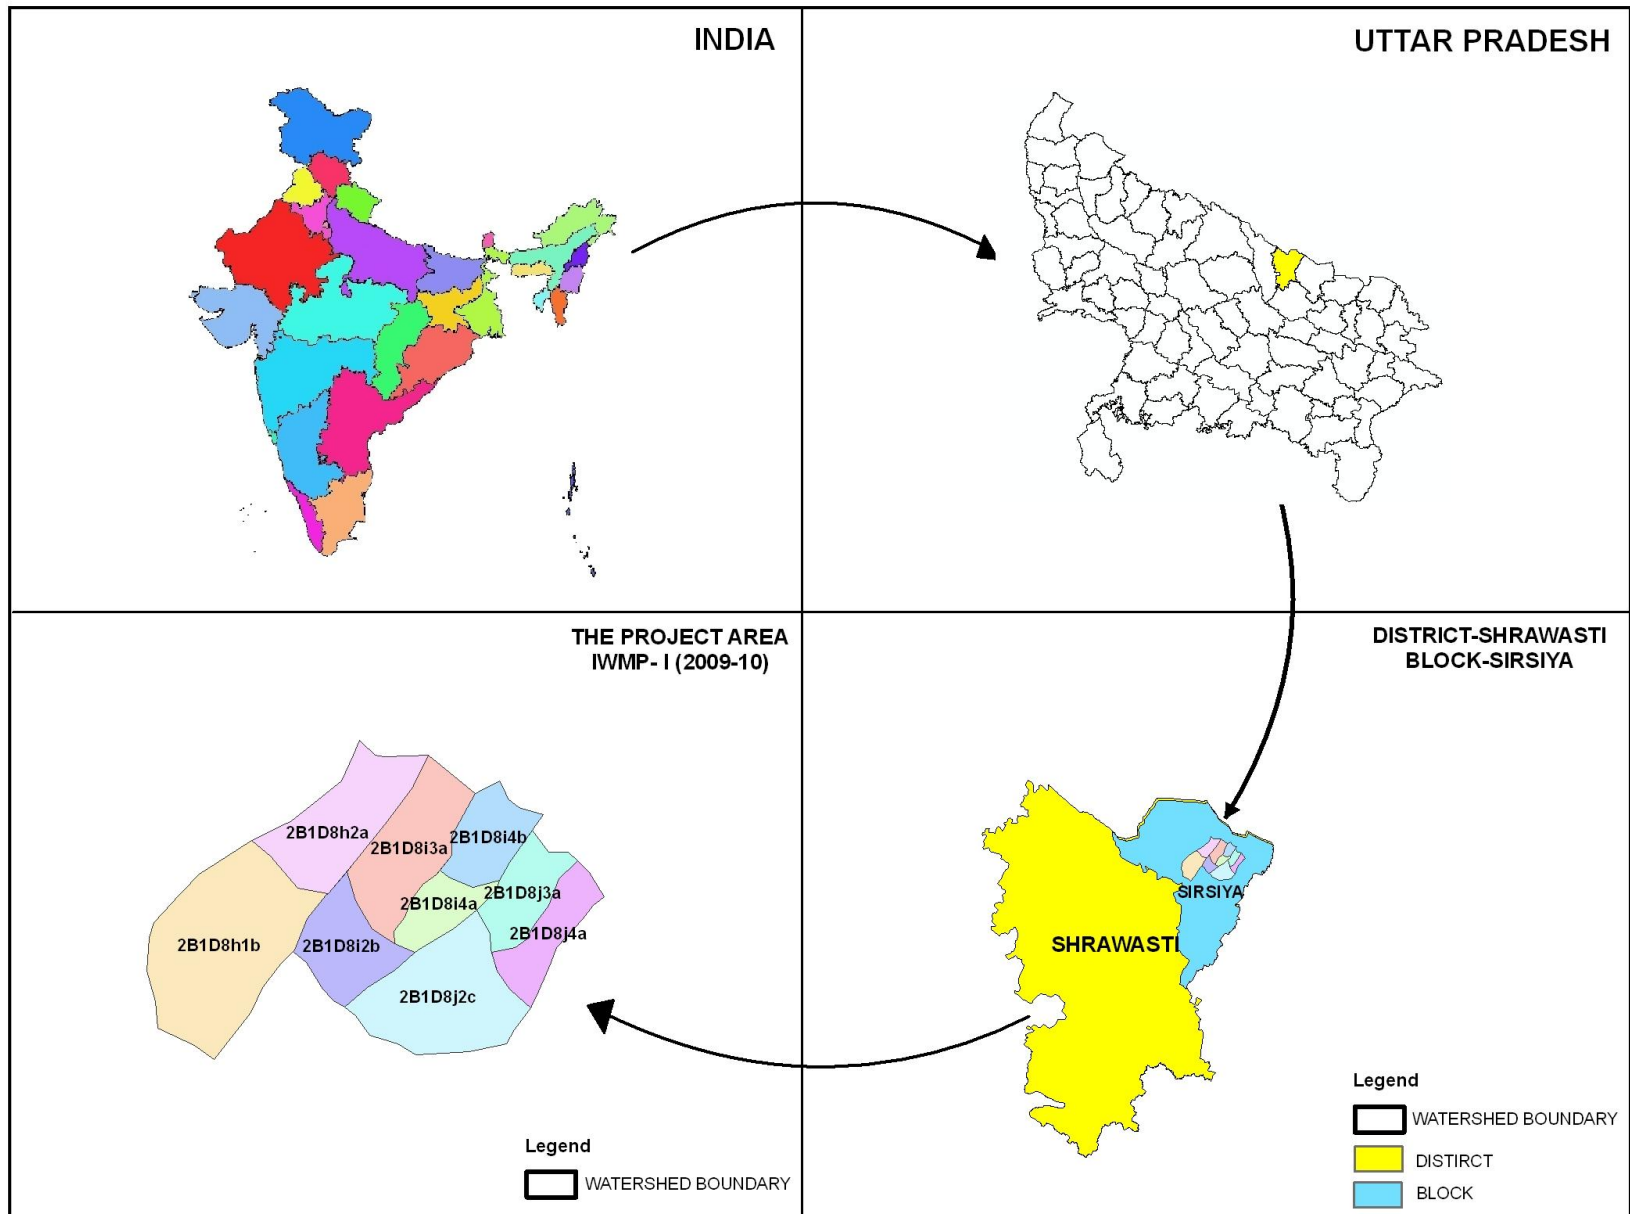 INDIA
UTTAR PRADESH
THE PROJECT AREA
IWMP- I (2009-10)
2B1D8h2a
2B1D8i3a
2B1D8i4b
2B1D8i4a
2B1D8j3a
2B1D8h1b
2B1D8i2b
2B1D8j4a
2B1D8j2c
Legend
WATERSHED BOUNDARY
DISTRICT-SHRAWASTI
BLOCK-SIRSIYA
SIRSIYA
SHRAWASTI
Legend
WATERSHED BOUNDARY
DISTIRCT
BLOCK